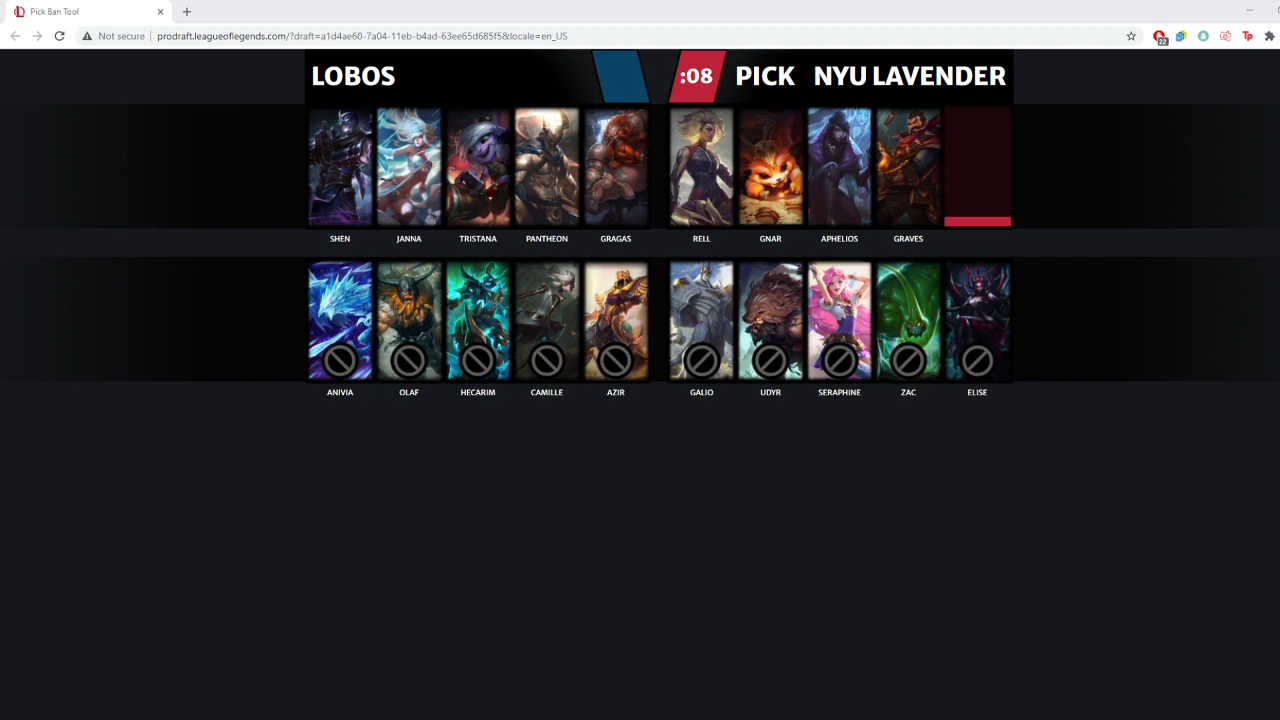 Pick Ban Tool
Not secure
prodraft.leagueoflegends.com/?draft=a1d4ae60-7a04-11eb-b4ad-63ee65d685f5&locale=en_US
22
Tp
LOBOS
:08
PICK
NYU LAVENDER
SHEN
JANNA
TRISTANA
PANTHEON
GRAGAS
RELL
GNAR
APHELIOS
GRAVES
ANIVIA
OLAF
HECARIM
CAMILLE
AZIR
GALIO
UDYR
SERAPHINE
ZAC
ELISE